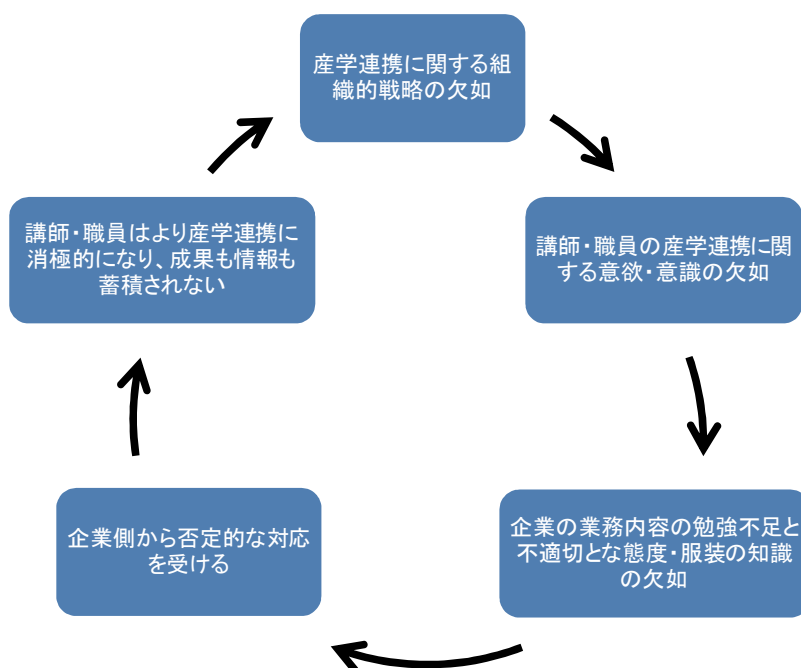 産学連携に関する組
織的戦略の欠如
講師・職員の産学連携に関
する意欲・意識の欠如
企業の業務内容の勉強不足と
不適切とな態度・服装の知識
の欠如
企業側から否定的な対応
を受ける
講師・職員はより産学連携に
消極的になり、成果も情報も
蓄積されない